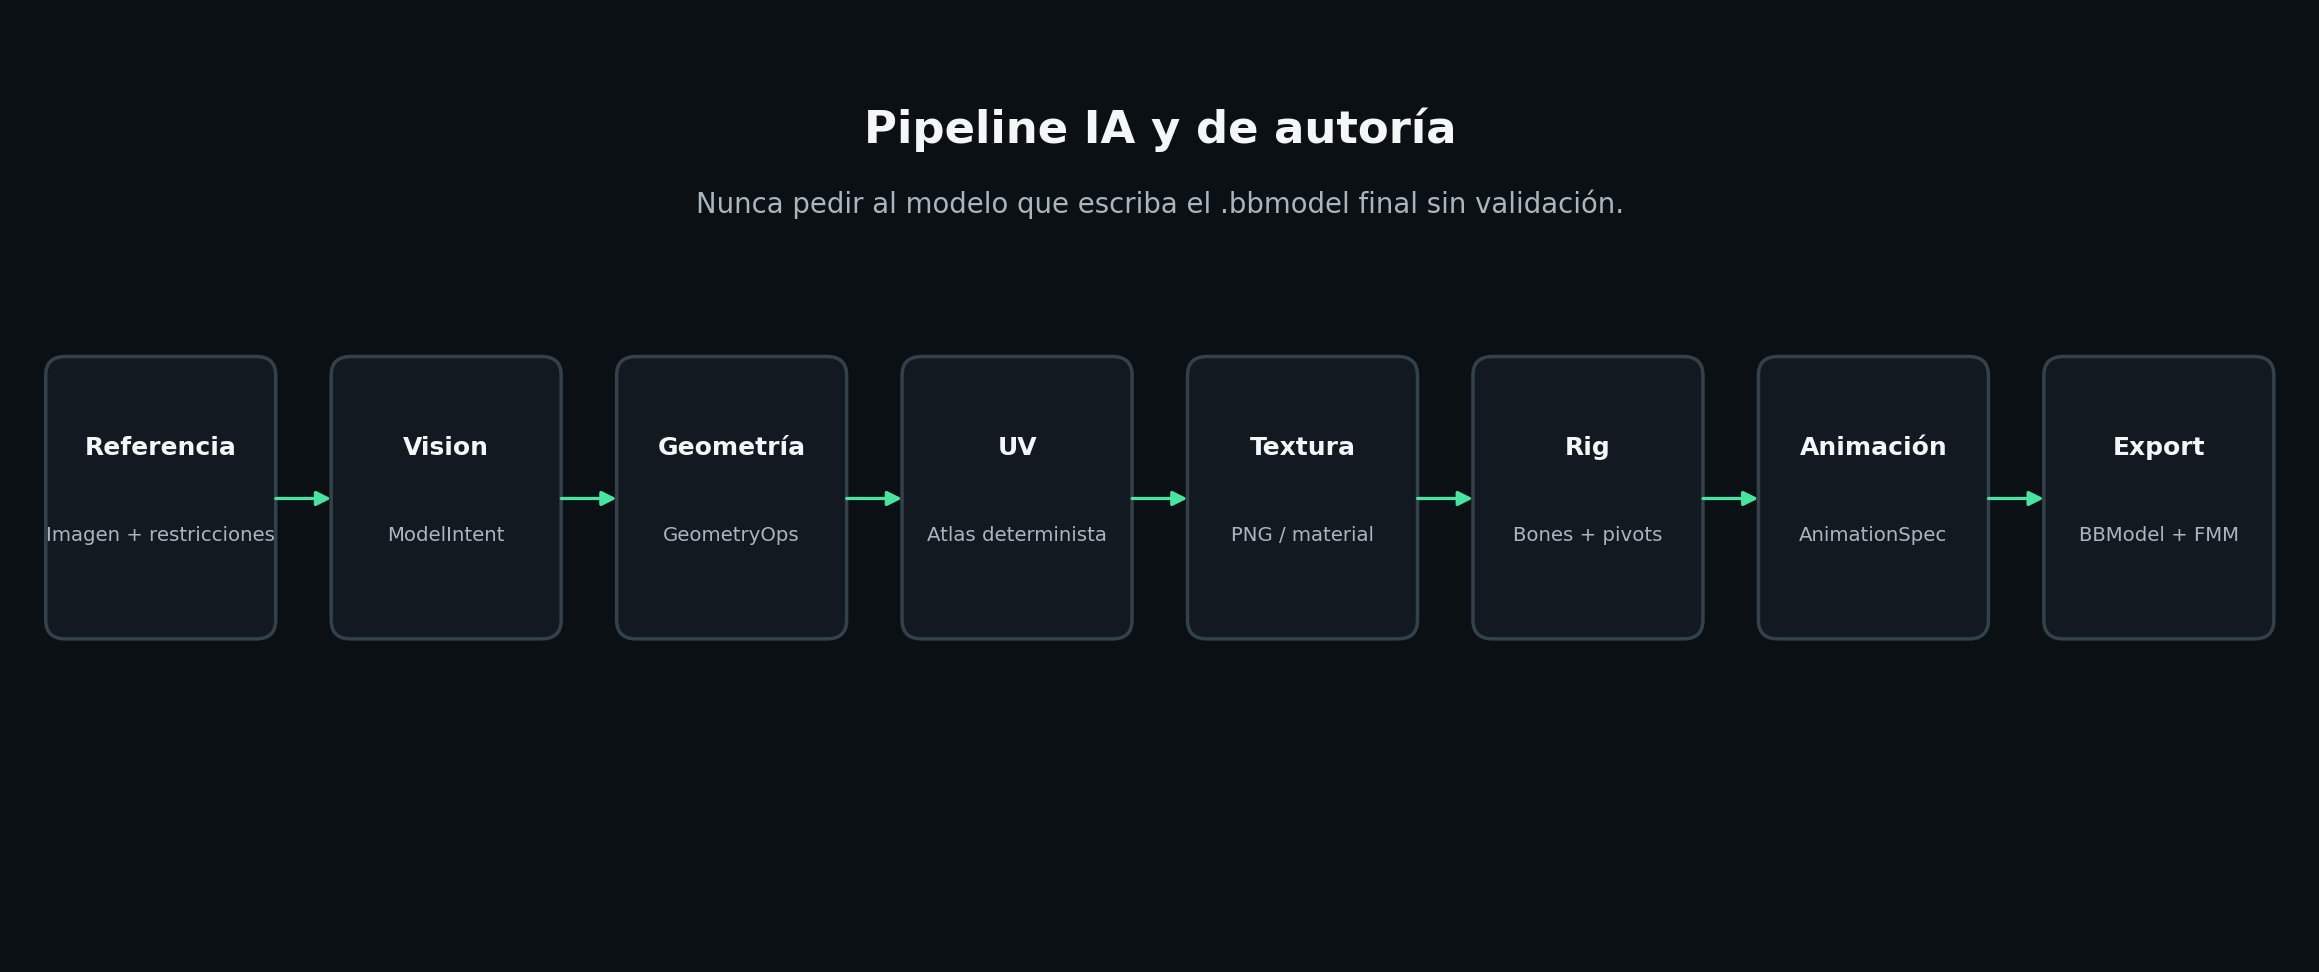 Pipeline IA y de autoría
Nunca pedir al modelo que escriba el .bbmodel final sin validación.
Referencia
Imagen + restricciones
Vision
ModelIntent
Geometría
GeometryOps
UV
Atlas determinista
Textura
PNG / material
Rig
Bones + pivots
Animación
AnimationSpec
Export
BBModel + FMM